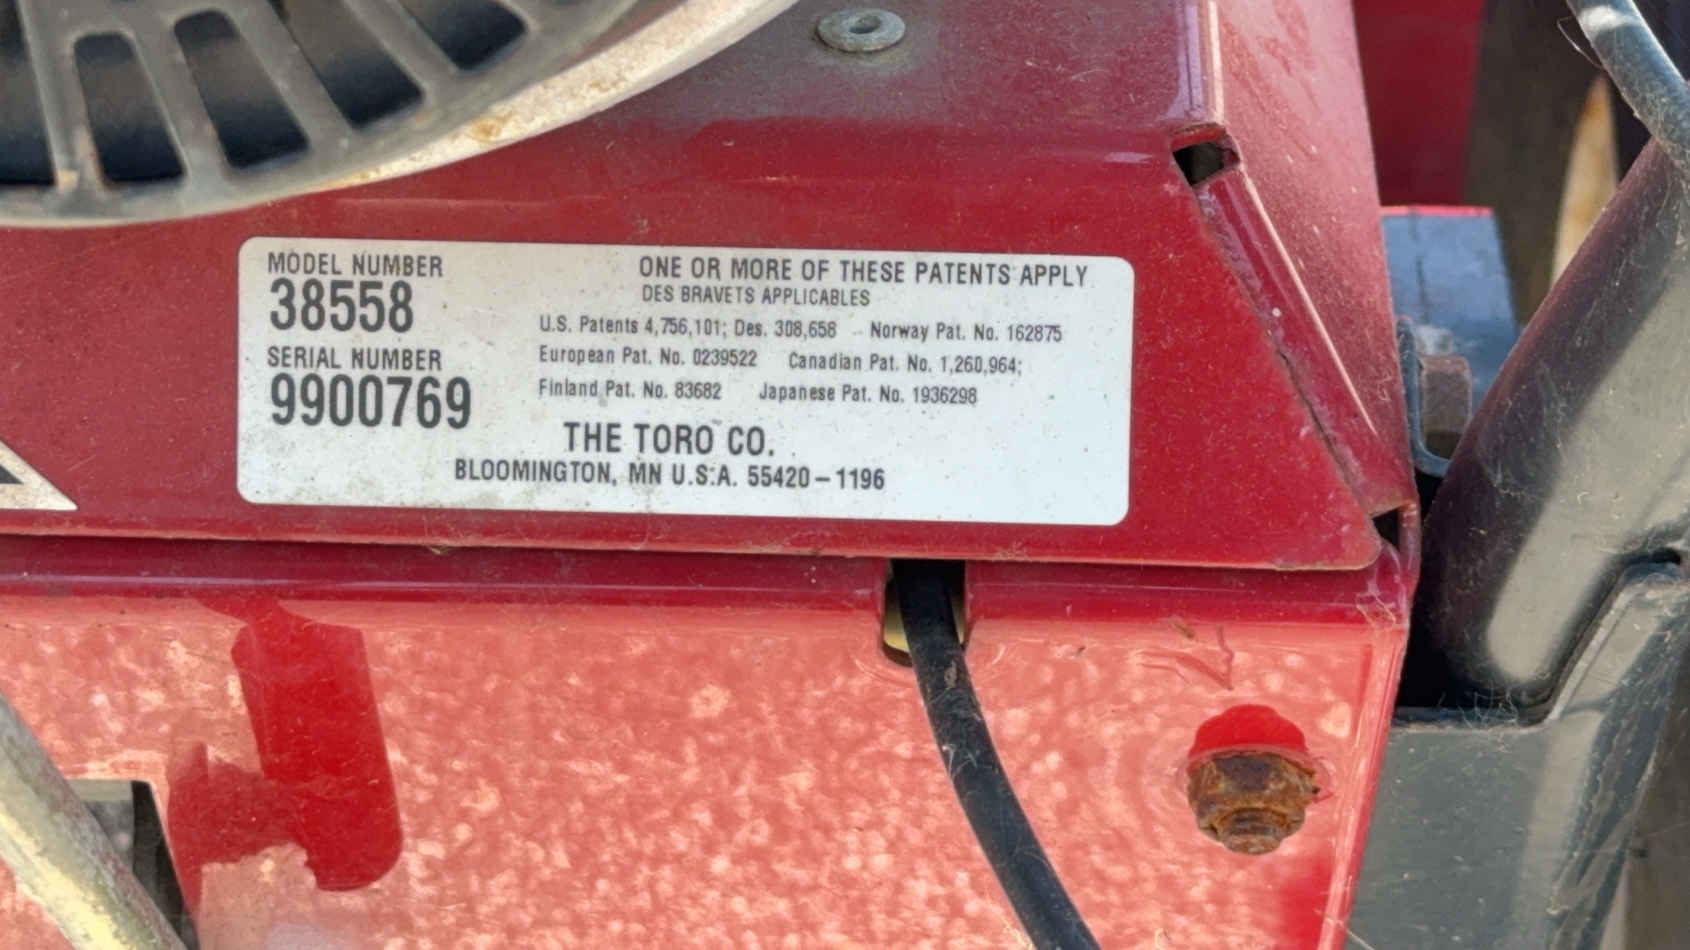 MODEL NUMBER
38558
SERIAL NUMBER
9900769
ONE OR MORE OF THESE PATENTS APPLY
DES BRAVETS APPLICABLES
U.S. Patents 4,756,101; Des. 308,658 Norway Pat. No. 162875
European Pat. No. 0239522 Canadian Pat. No. 1,260,964;
Finland Pat. No. 83682 Japanese Pat. No. 1936298
THE TORO CO.
BLOOMINGTON, MN U.S.A. 55420-1196